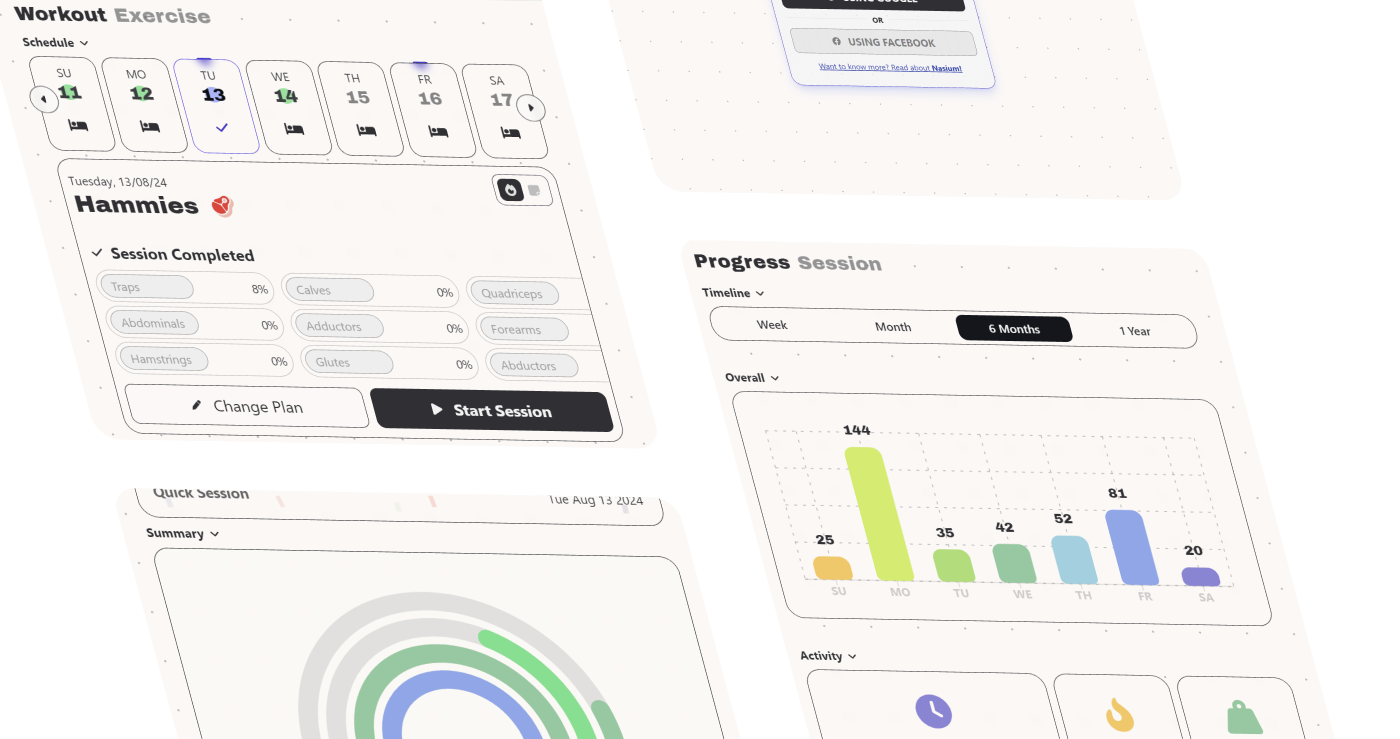 Workout Exercise
Schedule
SU MO TU WE TH FR SA
11 12 13 14 15 16 17
Tuesday, 13/08/24
Hammies
Session Completed
Traps 8% Calves 0% Quadriceps
Abdominals 0% Adductors 0% Forearms
Hamstrings 0% Glutes 0% Abductors
Change Plan Start Session
Quick Session Tue Aug 13 2024
Summary
USING GOOGLE
OR
USING FACEBOOK
Want to know more? Read about Nasium!
Progress Session
Timeline
Week Month 6 Months 1 Year
Overall
25 144 35 42 52 81 20
SU MO TU WE TH FR SA
Activity